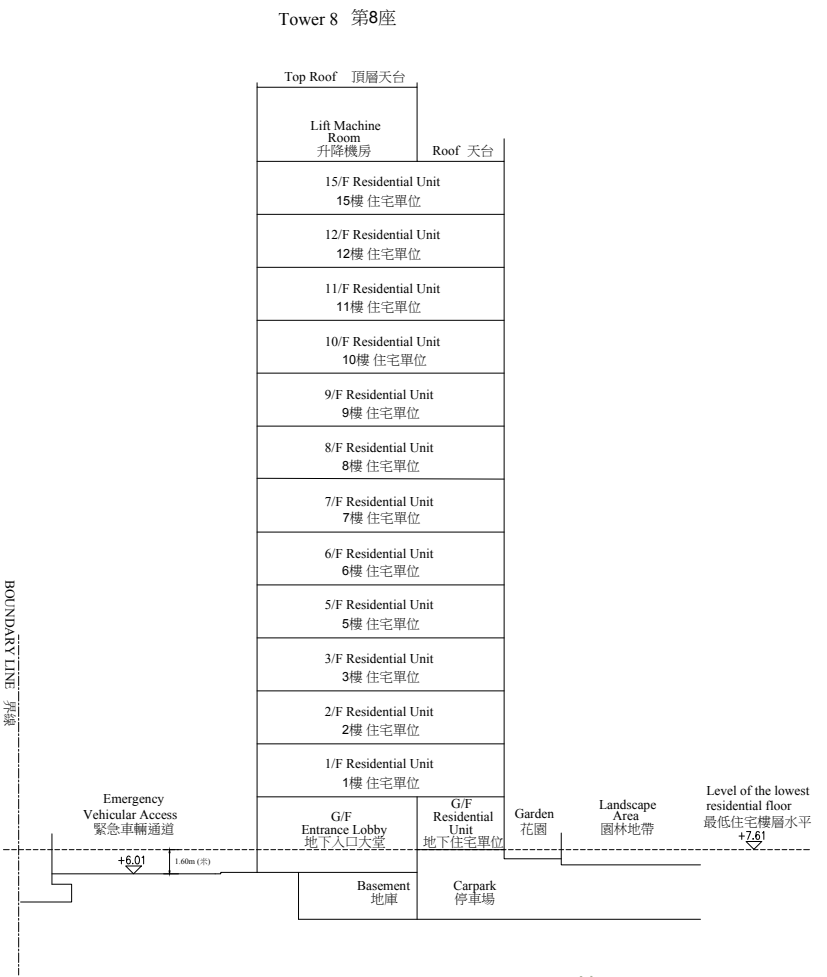 Tower 8 第8座
Top Roof 頂層天台
Lift Machine
Room
升降機房
Roof 天台
15/F Residential Unit
15樓 住宅單位
12/F Residential Unit
12樓 住宅單位
11/F Residential Unit
11樓 住宅單位
10/F Residential Unit
10樓 住宅單位
9/F Residential Unit
9樓 住宅單位
8/F Residential Unit
8樓 住宅單位
7/F Residential Unit
7樓 住宅單位
6/F Residential Unit
6樓 住宅單位
5/F Residential Unit
5樓 住宅單位
3/F Residential Unit
3樓 住宅單位
2/F Residential Unit
2樓 住宅單位
1/F Residential Unit
1樓 住宅單位
BOUNDARY LINE 界線
Emergency
Vehicular Access
緊急車輛通道
G/F
Entrance Lobby
地下入口大堂
G/F
Residential
Unit
地下住宅單位
Garden
花園
Landscape
Area
園林地帶
Level of the lowest
residential floor
最低住宅樓層水平
+7.61
+6.01
1.60m (米)
Basement
地庫
Carpark
停車場